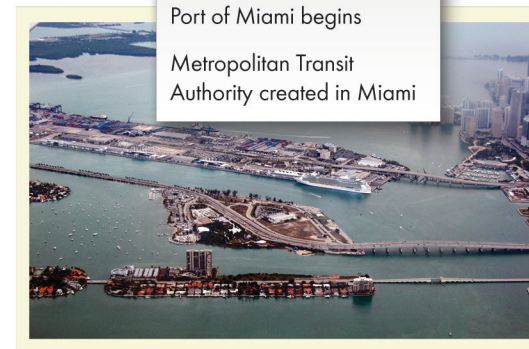 Port of Miami begins
Metropolitan Transit
Authority created in Miami